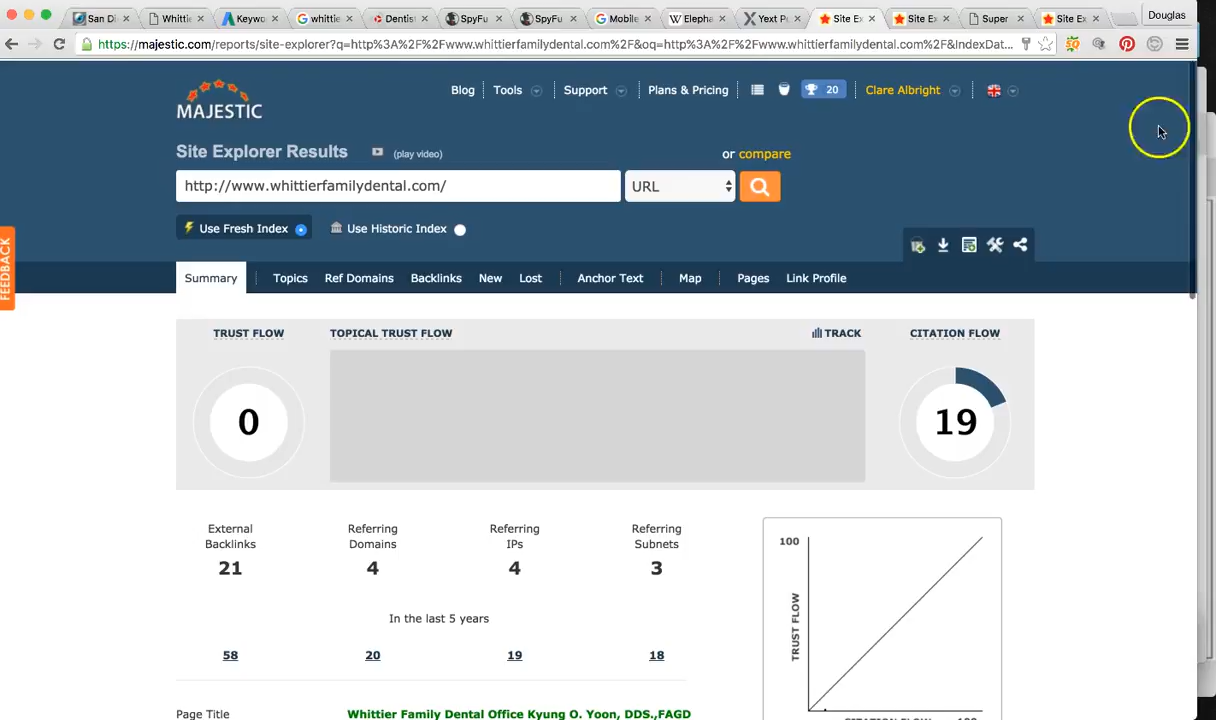 San Di
Whittie
Keywo
whittie
Dentist
SpyFu
SpyFu
Mobile
Elepha
Yext Po
Site Ex
Site Ex
Super
Site Ex
Douglas
https://majestic.com/reports/site-explorer?q=http%3A%2F%2Fwww.whittierfamilydental.com%2F&oq=http%3A%2F%2Fwww.whittierfamilydental.com%2F&IndexDat...
MAJESTIC
Blog Tools Support Plans & Pricing 20 Clare Albright
Site Explorer Results (play video) or compare
http://www.whittierfamilydental.com/ URL
Use Fresh Index Use Historic Index
FEEDBACK
Summary Topics Ref Domains Backlinks New Lost Anchor Text Map Pages Link Profile
TRUST FLOW TOPICAL TRUST FLOW TRACK CITATION FLOW
0 19
External Backlinks
21
Referring Domains
4
Referring IPs
4
Referring Subnets
3
In the last 5 years
58 20 19 18
100
TRUST FLOW
CITATION FLOW 100
Page Title Whittier Family Dental Office Kyung O. Yoon, DDS.,FAGD